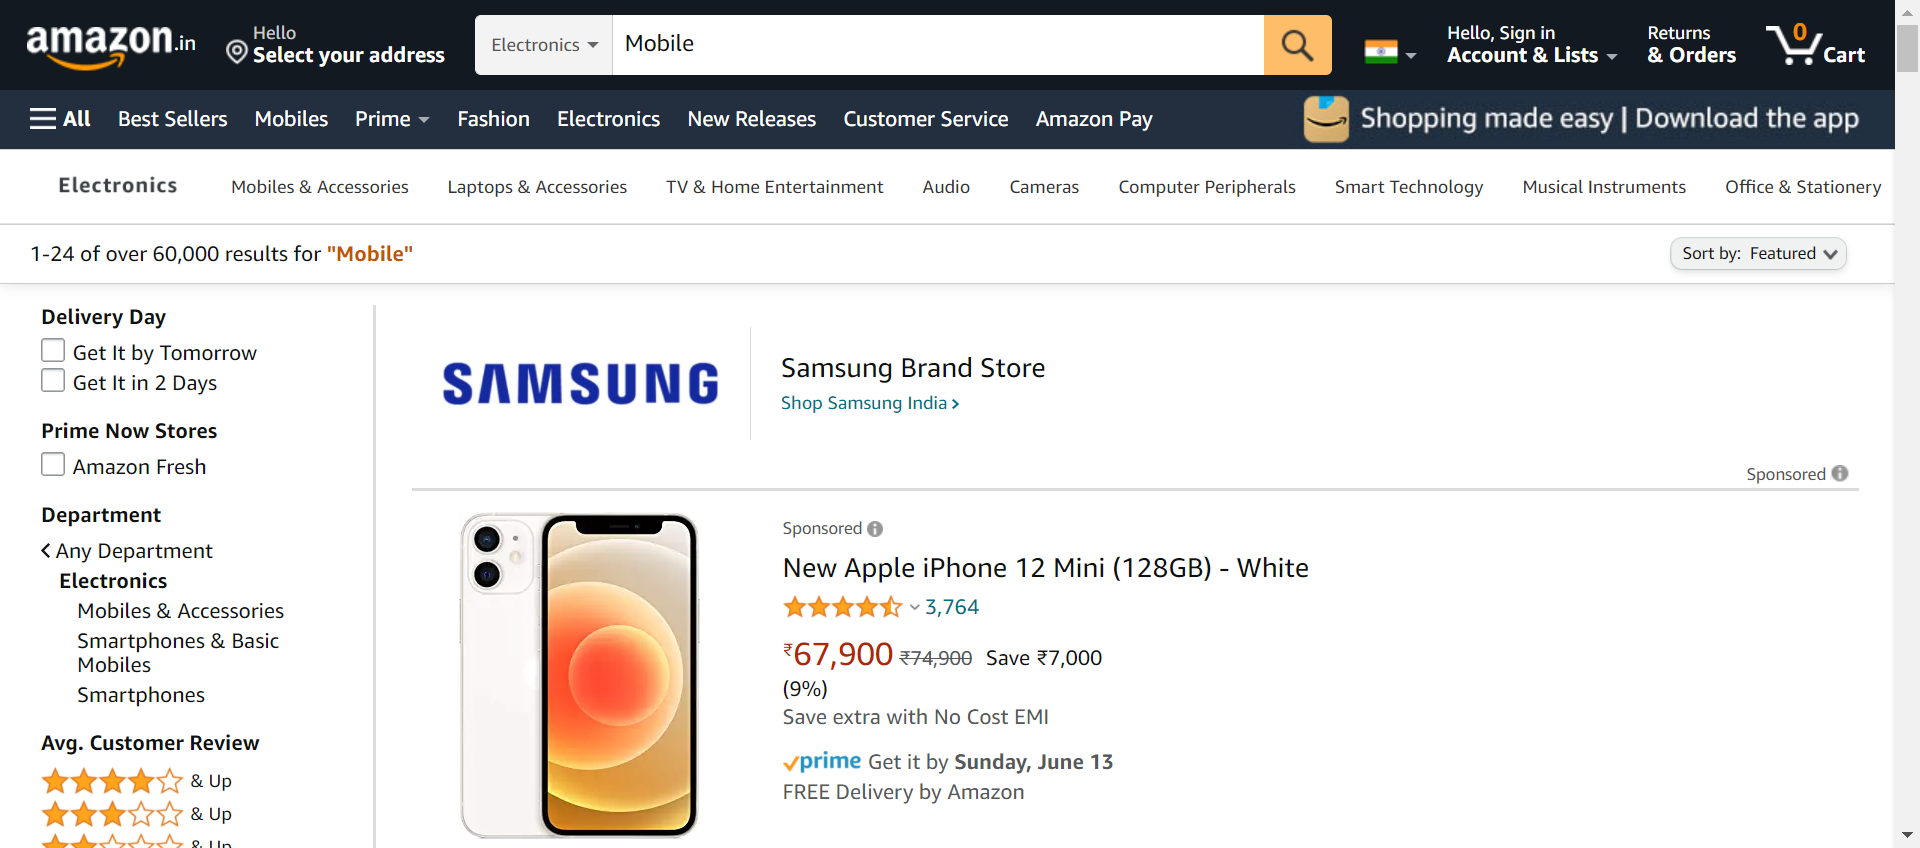 amazon.in
Hello
Select your address
Electronics
Mobile
Hello, Sign in
Account & Lists
Returns
& Orders
0
Cart
All
Best Sellers
Mobiles
Prime
Fashion
Electronics
New Releases
Customer Service
Amazon Pay
Shopping made easy | Download the app
Electronics
Mobiles & Accessories
Laptops & Accessories
TV & Home Entertainment
Audio
Cameras
Computer Peripherals
Smart Technology
Musical Instruments
Office & Stationery
1-24 of over 60,000 results for "Mobile"
Sort by: Featured
Delivery Day
Get It by Tomorrow
Get It in 2 Days
Prime Now Stores
Amazon Fresh
Department
Any Department
Electronics
Mobiles & Accessories
Smartphones & Basic
Mobiles
Smartphones
Avg. Customer Review
& Up
& Up
& Up
SAMSUNG
Samsung Brand Store
Shop Samsung India
Sponsored
Sponsored
New Apple iPhone 12 Mini (128GB) - White
3,764
₹67,900 ₹74,900 Save ₹7,000
(9%)
Save extra with No Cost EMI
prime Get it by Sunday, June 13
FREE Delivery by Amazon